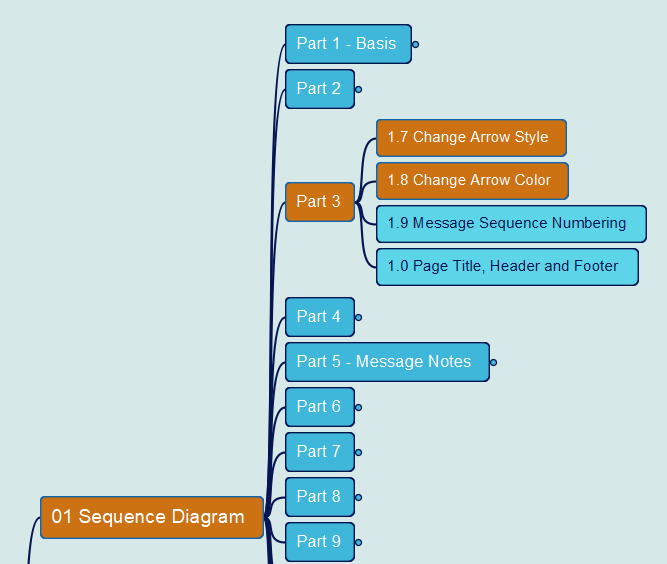 Part 1 - Basis
Part 2
Part 3
1.7 Change Arrow Style
1.8 Change Arrow Color
1.9 Message Sequence Numbering
1.0 Page Title, Header and Footer
Part 4
Part 5 - Message Notes
Part 6
Part 7
Part 8
Part 9
01 Sequence Diagram